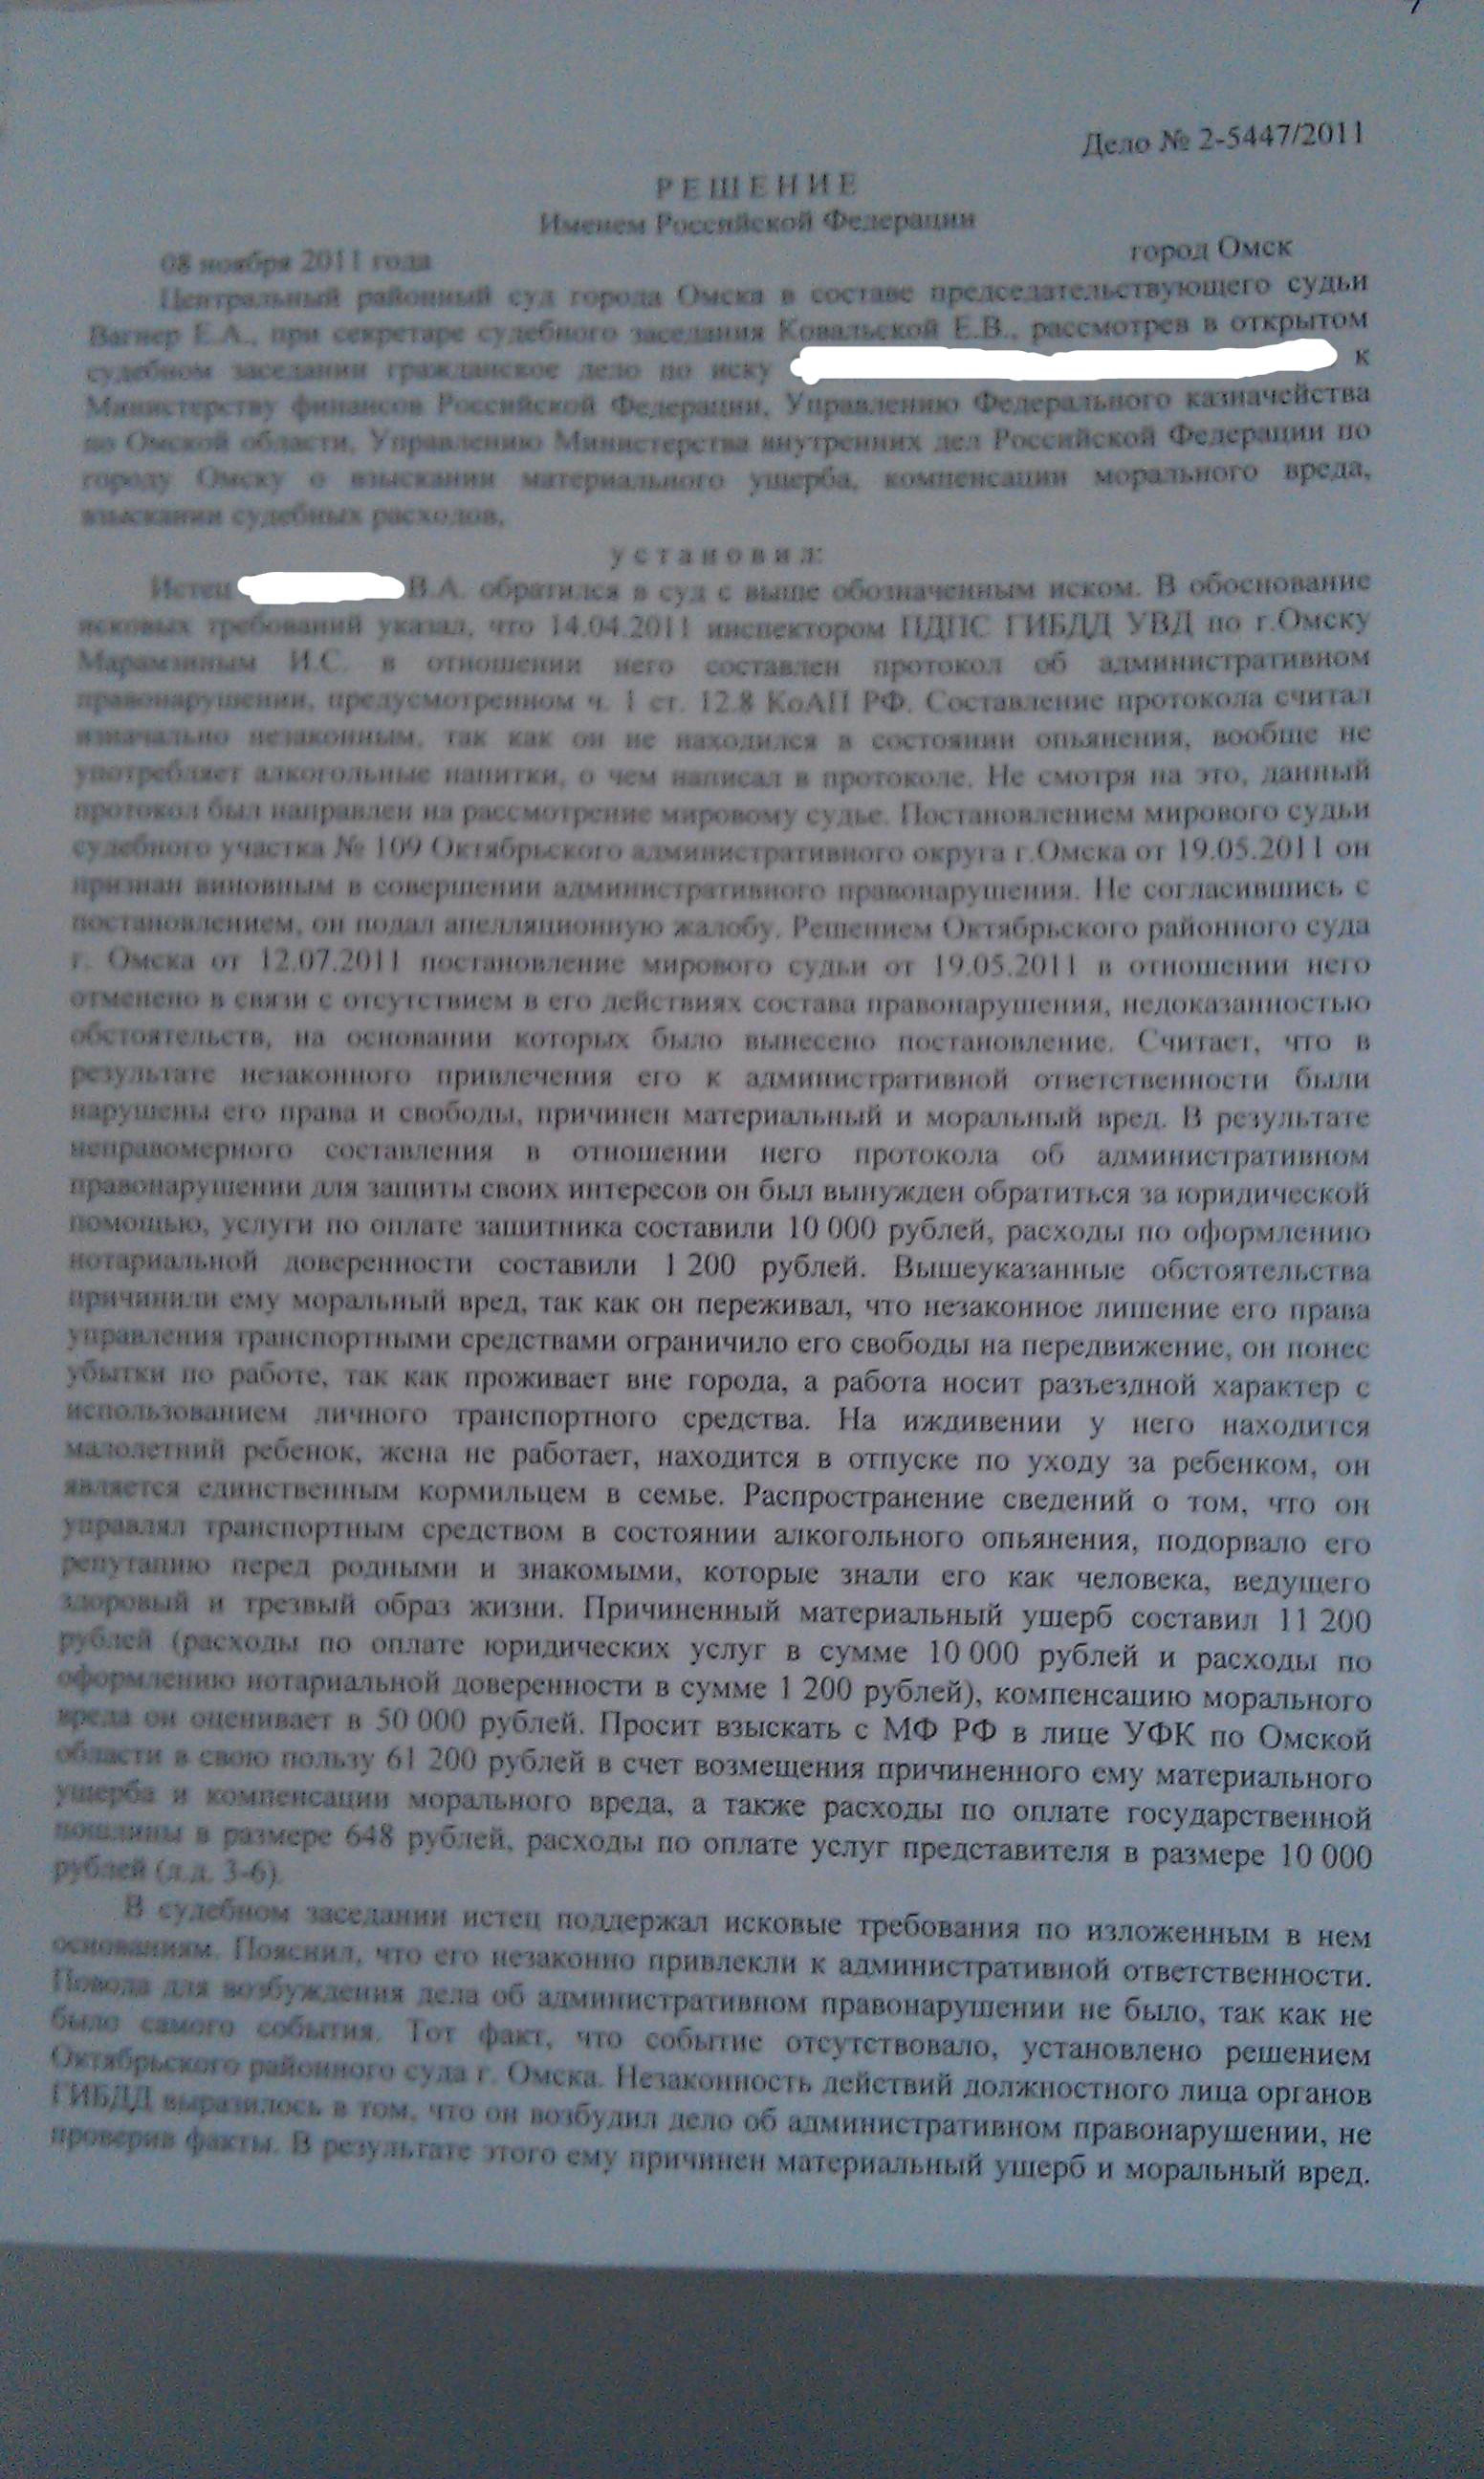 Дело № 2-5447/2011
Р Е Ш Е Н И Е
Именем Российской Федерации
08 ноября 2011 года
город Омск
Центральный районный суд города Омска в составе председательствующего судьи
Вагнер Е.А., при секретаре судебного заседания Ковальской Е.В., рассмотрев в открытом
судебном заседании гражданское дело по иску к
Министерству финансов Российской Федерации, Управлению Федерального казначейства
по Омской области, Управлению Министерства внутренних дел Российской Федерации по
городу Омску о взыскании материального ущерба, компенсации морального вреда,
взыскании судебных расходов,
у с т а н о в и л:
Истец В.А. обратился в суд с выше обозначенным иском. В обоснование
исковых требований указал, что 14.04.2011 инспектором ПДПС ГИБДД УВД по г.Омску
Марамзиным И.С. в отношении него составлен протокол об административном
правонарушении, предусмотренном ч. 1 ст. 12.8 КоАП РФ. Составление протокола считал
изначально незаконным, так как он не находился в состоянии опьянения, вообще не
употребляет алкогольные напитки, о чем написал в протоколе. Не смотря на это, данный
протокол был направлен на рассмотрение мировому судье. Постановлением мирового судьи
судебного участка № 109 Октябрьского административного округа г.Омска от 19.05.2011 он
признан виновным в совершении административного правонарушения. Не согласившись с
постановлением, он подал апелляционную жалобу. Решением Октябрьского районного суда
г. Омска от 12.07.2011 постановление мирового судьи от 19.05.2011 в отношении него
отменено в связи с отсутствием в его действиях состава правонарушения, недоказанностью
обстоятельств, на основании которых было вынесено постановление. Считает, что в
результате незаконного привлечения его к административной ответственности были
нарушены его права и свободы, причинен материальный и моральный вред. В результате
неправомерного составления в отношении него протокола об административном
правонарушении для защиты своих интересов он был вынужден обратиться за юридической
помощью, услуги по оплате защитника составили 10 000 рублей, расходы по оформлению
нотариальной доверенности составили 1 200 рублей. Вышеуказанные обстоятельства
причинили ему моральный вред, так как он переживал, что незаконное лишение его права
управления транспортными средствами ограничило его свободы на передвижение, он понес
убытки по работе, так как проживает вне города, а работа носит разъездной характер с
использованием личного транспортного средства. На иждивении у него находится
малолетний ребенок, жена не работает, находится в отпуске по уходу за ребенком, он
является единственным кормильцем в семье. Распространение сведений о том, что он
управлял транспортным средством в состоянии алкогольного опьянения, подорвало его
репутацию перед родными и знакомыми, которые знали его как человека, ведущего
здоровый и трезвый образ жизни. Причиненный материальный ущерб составил 11 200
рублей (расходы по оплате юридических услуг в сумме 10 000 рублей и расходы по
оформлению нотариальной доверенности в сумме 1 200 рублей), компенсацию морального
вреда он оценивает в 50 000 рублей. Просит взыскать с МФ РФ в лице УФК по Омской
области в свою пользу 61 200 рублей в счет возмещения причиненного ему материального
ущерба и компенсации морального вреда, а также расходы по оплате государственной
пошлины в размере 648 рублей, расходы по оплате услуг представителя в размере 10 000
рублей (л.д. 3-6).
В судебном заседании истец поддержал исковые требования по изложенным в нем
основаниям. Пояснил, что его незаконно привлекли к административной ответственности.
Повода для возбуждения дела об административном правонарушении не было, так как не
было самого события. Тот факт, что событие отсутствовало, установлено решением
Октябрьского районного суда г. Омска. Незаконность действий должностного лица органов
ГИБДД выразилось в том, что он возбудил дело об административном правонарушении, не
проверив факты. В результате этого ему причинен материальный ущерб и моральный вред.